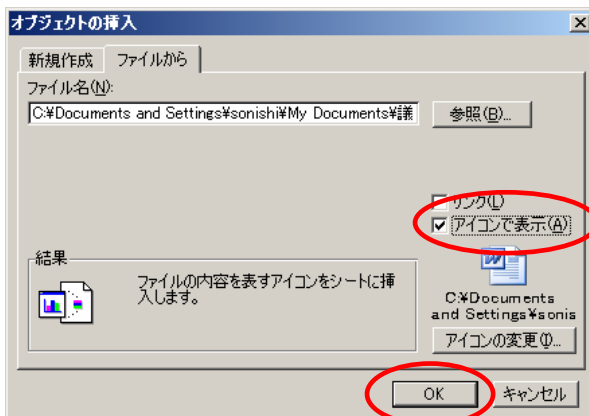 オブジェクトの挿入
新規作成 ファイルから
ファイル名(N):
C:¥Documents and Settings¥sonishi¥My Documents¥議
参照(B)...
リンク(L)
アイコンで表示(A)
結果
ファイルの内容を表すアイコンをシートに挿
入します。
C:¥Documents
and Settings¥sonis
アイコンの変更(I)...
OK キャンセル